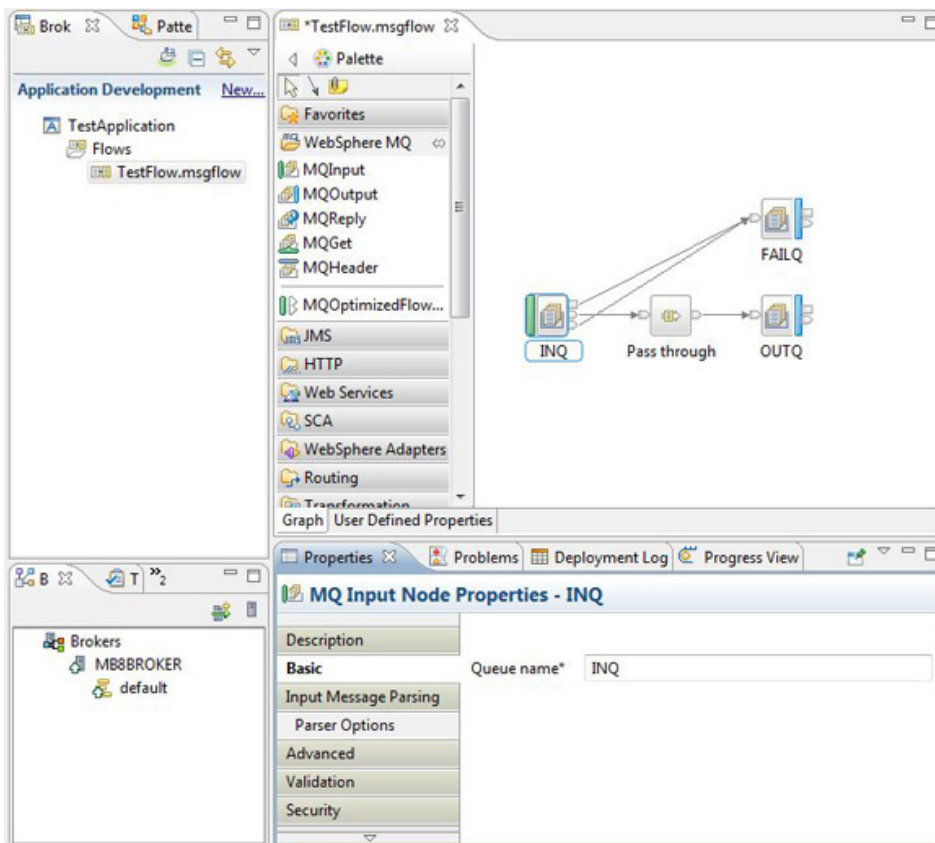 Brok
Patte
Application Development New...
TestApplication
Flows
TestFlow.msgflow
*TestFlow.msgflow
Palette
Favorites
WebSphere MQ
MQInput
MQOutput
MQReply
MQGet
MQHeader
MQOptimizedFlow...
JMS
HTTP
Web Services
SCA
WebSphere Adapters
Routing
Transformation
FAILQ
INQ
Pass through
OUTQ
Graph User Defined Properties
B
T
»2
Brokers
MB8BROKER
default
Properties Problems Deployment Log Progress View
MQ Input Node Properties - INQ
Description
Basic
Input Message Parsing
Parser Options
Advanced
Validation
Security
Queue name* INQ